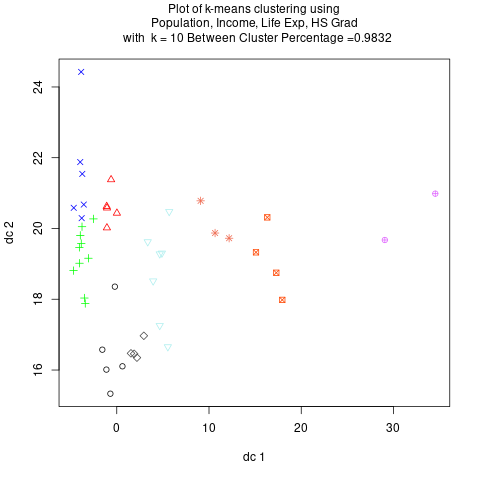 Plot of k-means clustering using
Population, Income, Life Exp, HS Grad
with k = 10 Between Cluster Percentage =0.9832
24
22
20
18
16
dc 2
0
10
20
30
dc 1